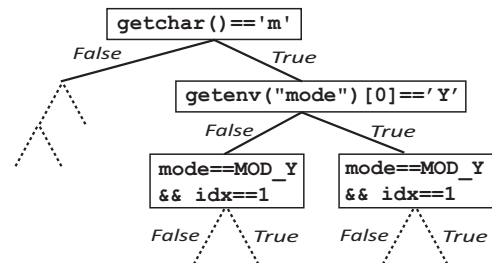 getchar()=='m'
False
True
getenv("mode")[0]=='Y'
False
True
mode==MOD_Y
&& idx==1
mode==MOD_Y
&& idx==1
False
True
False
True